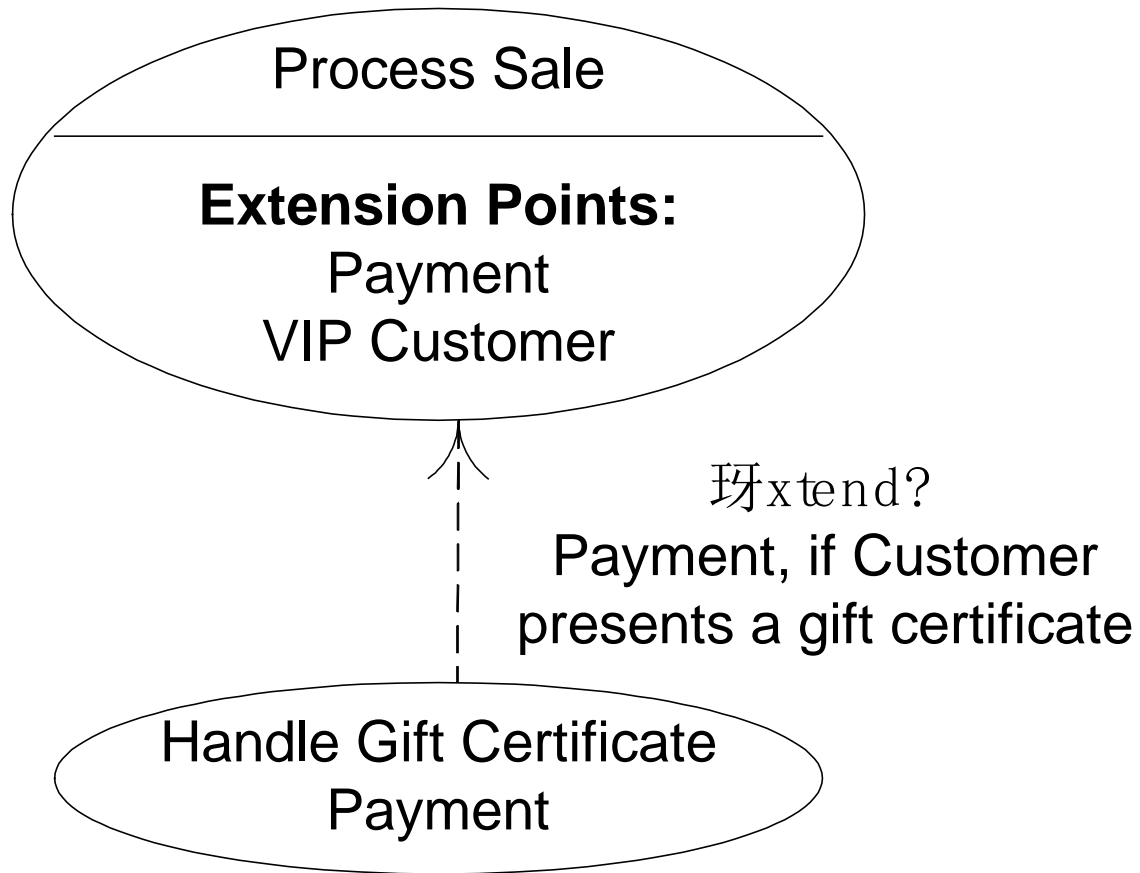 Process Sale
Extension Points:
Payment
VIP Customer
玡xtend?
Payment, if Customer
presents a gift certificate
Handle Gift Certificate
Payment